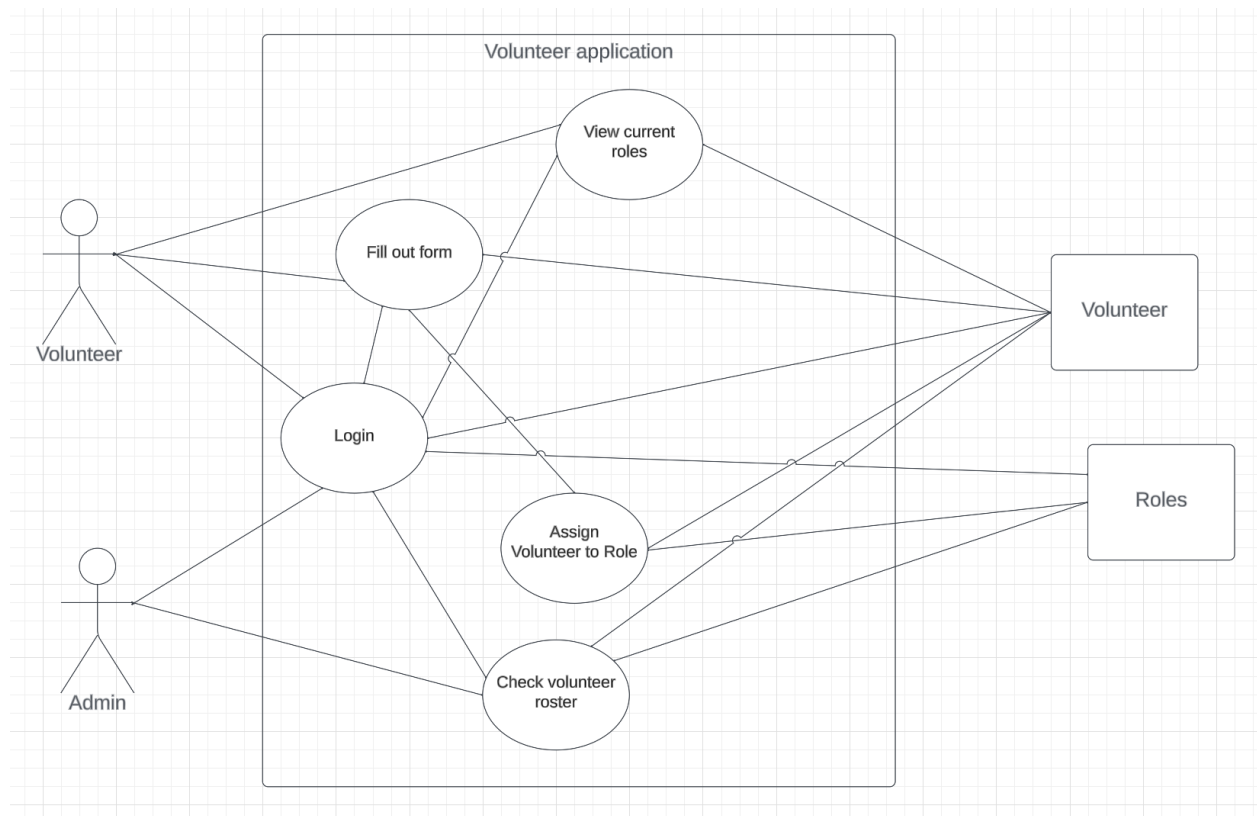 Volunteer application
View current
roles
Fill out form
Volunteer
Volunteer
Login
Roles
Assign
Volunteer to Role
Check volunteer
roster
Admin